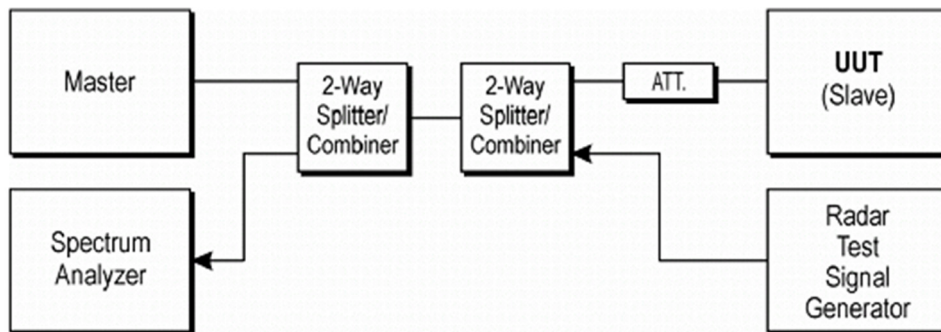 Master
2-Way
Splitter/
Combiner
2-Way
Splitter/
Combiner
ATT.
UUT
(Slave)
Spectrum
Analyzer
Radar
Test
Signal
Generator